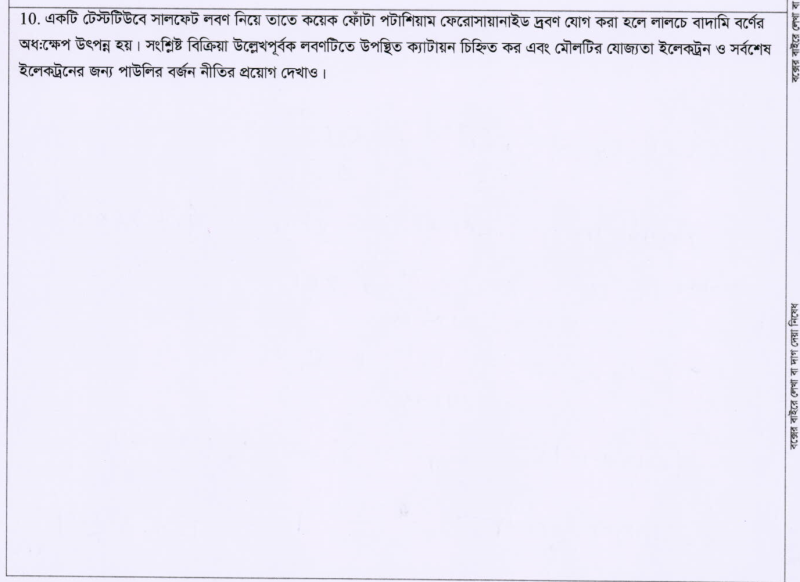 10. একটি টেস্টটিউবে সালফেট লবণ নিয়ে তাতে কয়েক ফোঁটা পটাশিয়াম ফেরোসায়ানাইড দ্রবণ যোগ করা হলে লালচে বাদামি বর্ণের
অধ:ক্ষেপ উৎপন্ন হয়। সংশ্লিষ্ট বিক্রিয়া উল্লেখপূর্বক লবণটিতে উপস্থিত ক্যাটায়ন চিহ্নিত কর এবং মৌলটির যোজ্যতা ইলেকট্রন ও সর্বশেষ
ইলেকট্রনের জন্য পাউলির বর্জন নীতির প্রয়োগ দেখাও।
বক্সের বাইরে লেখা বা
বক্সের বাইরে লেখা বা দাগ দেয়া নিষেধ